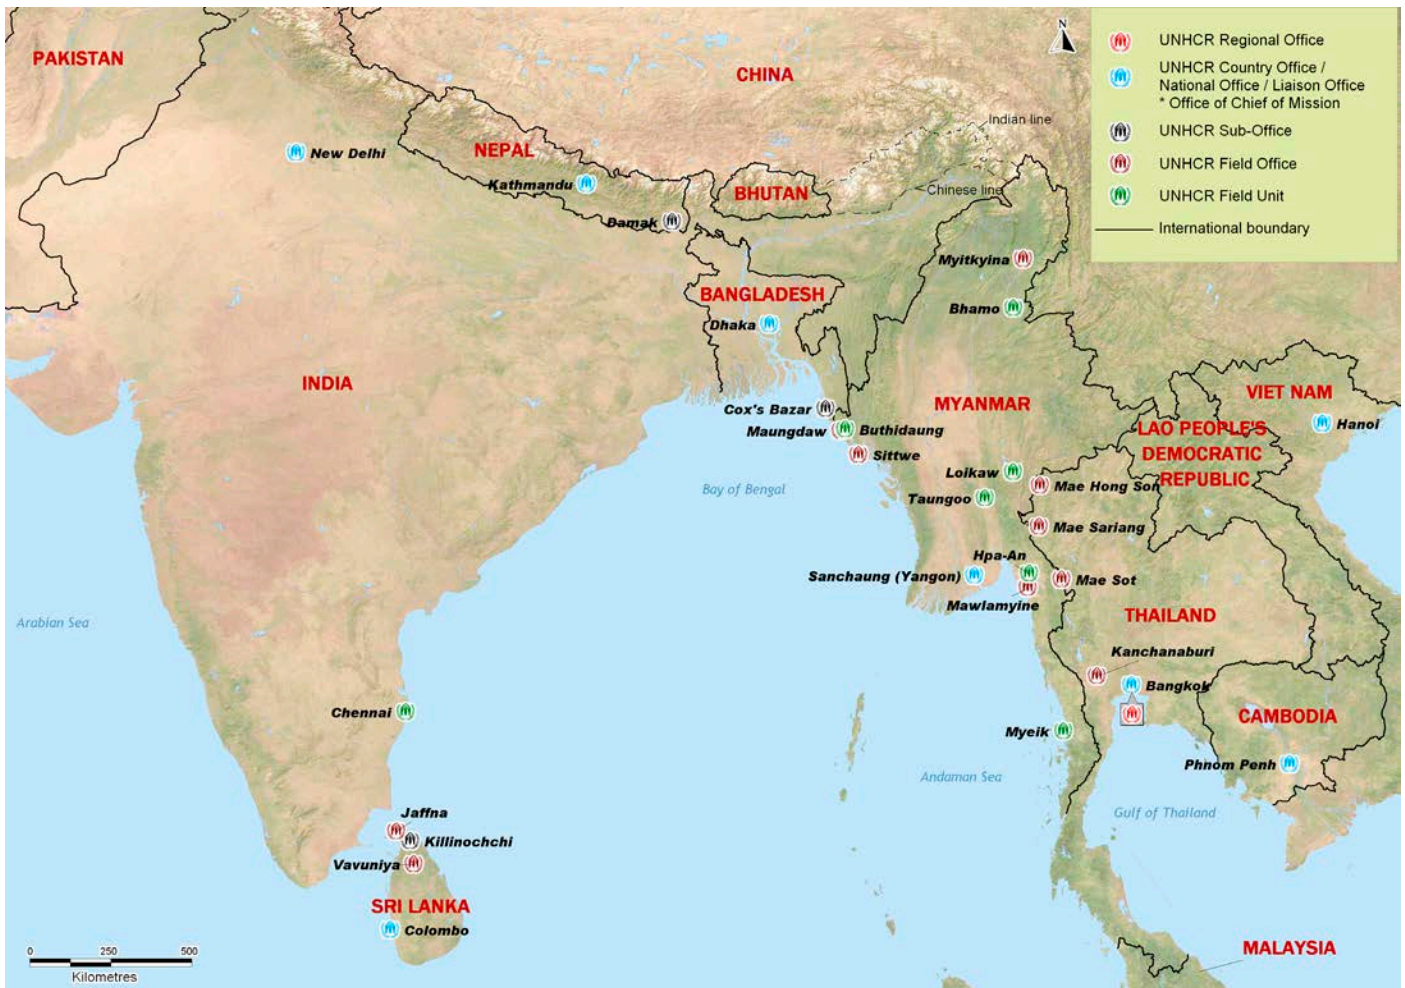 PAKISTAN
CHINA
N
UNHCR Regional Office
UNHCR Country Office /
National Office / Liaison Office
* Office of Chief of Mission
UNHCR Sub-Office
UNHCR Field Office
UNHCR Field Unit
International boundary
Indian line
Chinese line
New Delhi
NEPAL
Kathmandu
BHUTAN
Damak
Myitkyina
BANGLADESH
Bhamo
Dhaka
INDIA
MYANMAR
VIET NAM
Cox's Bazar
Hanoi
Maungdaw
Buthidaung
LAO PEOPLE'S
DEMOCRATIC
REPUBLIC
Sittwe
Loikaw
Mae Hong Son
Bay of Bengal
Taungoo
Mae Sariang
Hpa-An
Sanchaung (Yangon)
Mae Sot
Mawlamyine
THAILAND
Arabian Sea
Kanchanaburi
Bangkok
Chennai
CAMBODIA
Myeik
Phnom Penh
Andaman Sea
Gulf of Thailand
Jaffna
Killinochchi
Vavuniya
SRI LANKA
Colombo
MALAYSIA
0 250 500
Kilometres